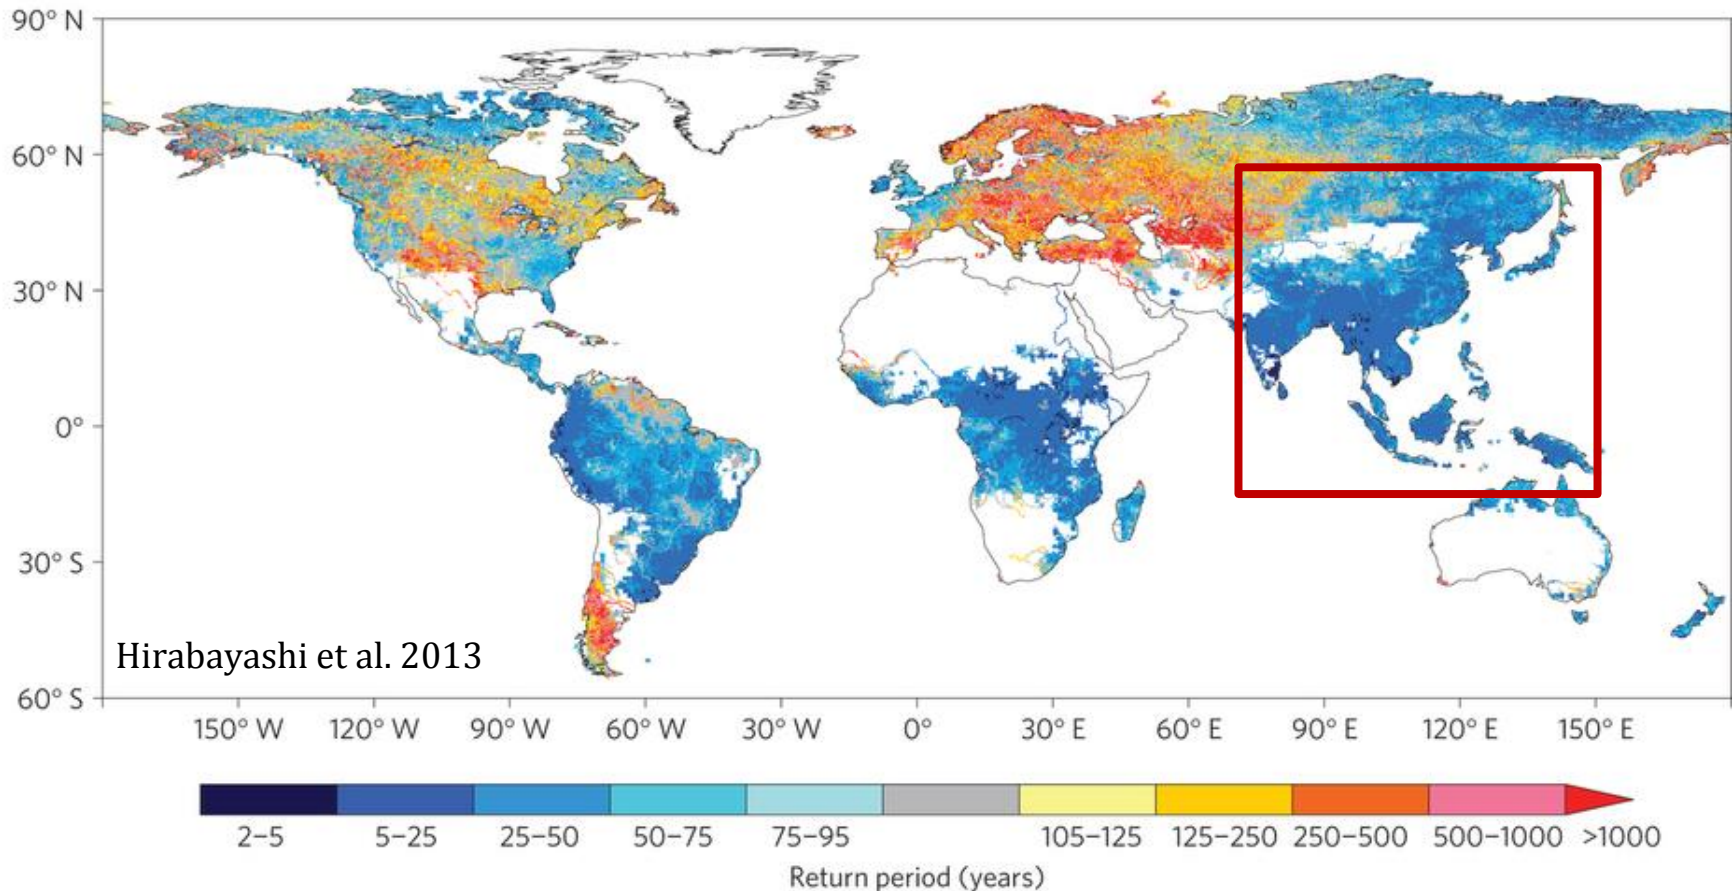 90° N
60° N
30° N
0°
30° S
60° S
Hirabayashi et al. 2013
150° W 120° W 90° W 60° W 30° W 0° 30° E 60° E 90° E 120° E 150° E
2–5 5–25 25–50 50–75 75–95 105–125 125–250 250–500 500–1000 >1000
Return period (years)